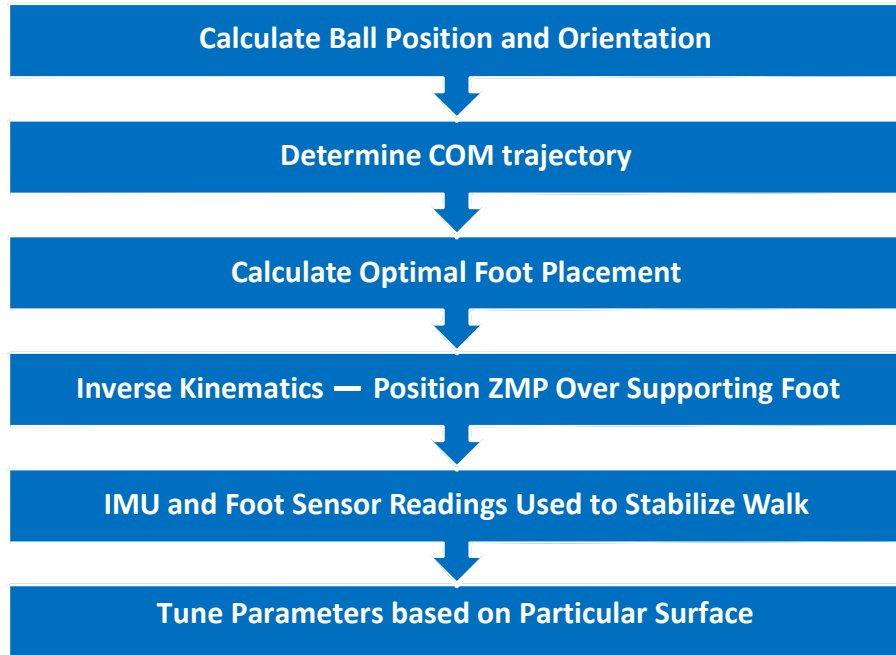 Calculate Ball Position and Orientation
Determine COM trajectory
Calculate Optimal Foot Placement
Inverse Kinematics — Position ZMP Over Supporting Foot
IMU and Foot Sensor Readings Used to Stabilize Walk
Tune Parameters based on Particular Surface